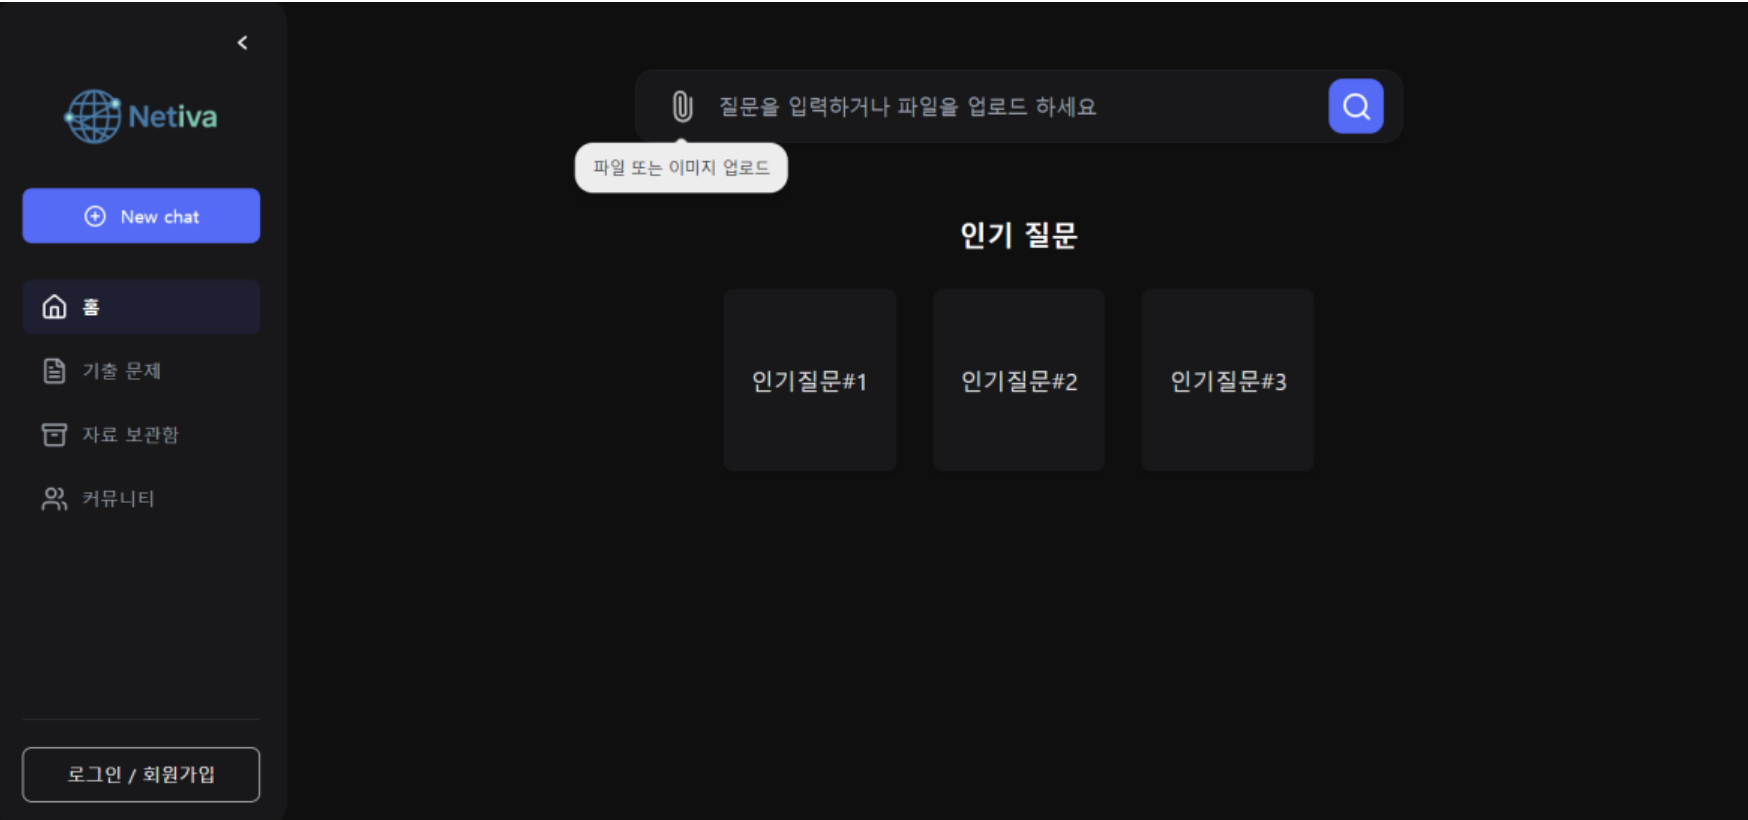 Netiva
New chat
홈
기출 문제
자료 보관함
커뮤니티
로그인 / 회원가입
질문을 입력하거나 파일을 업로드 하세요
파일 또는 이미지 업로드
인기 질문
인기질문#1
인기질문#2
인기질문#3